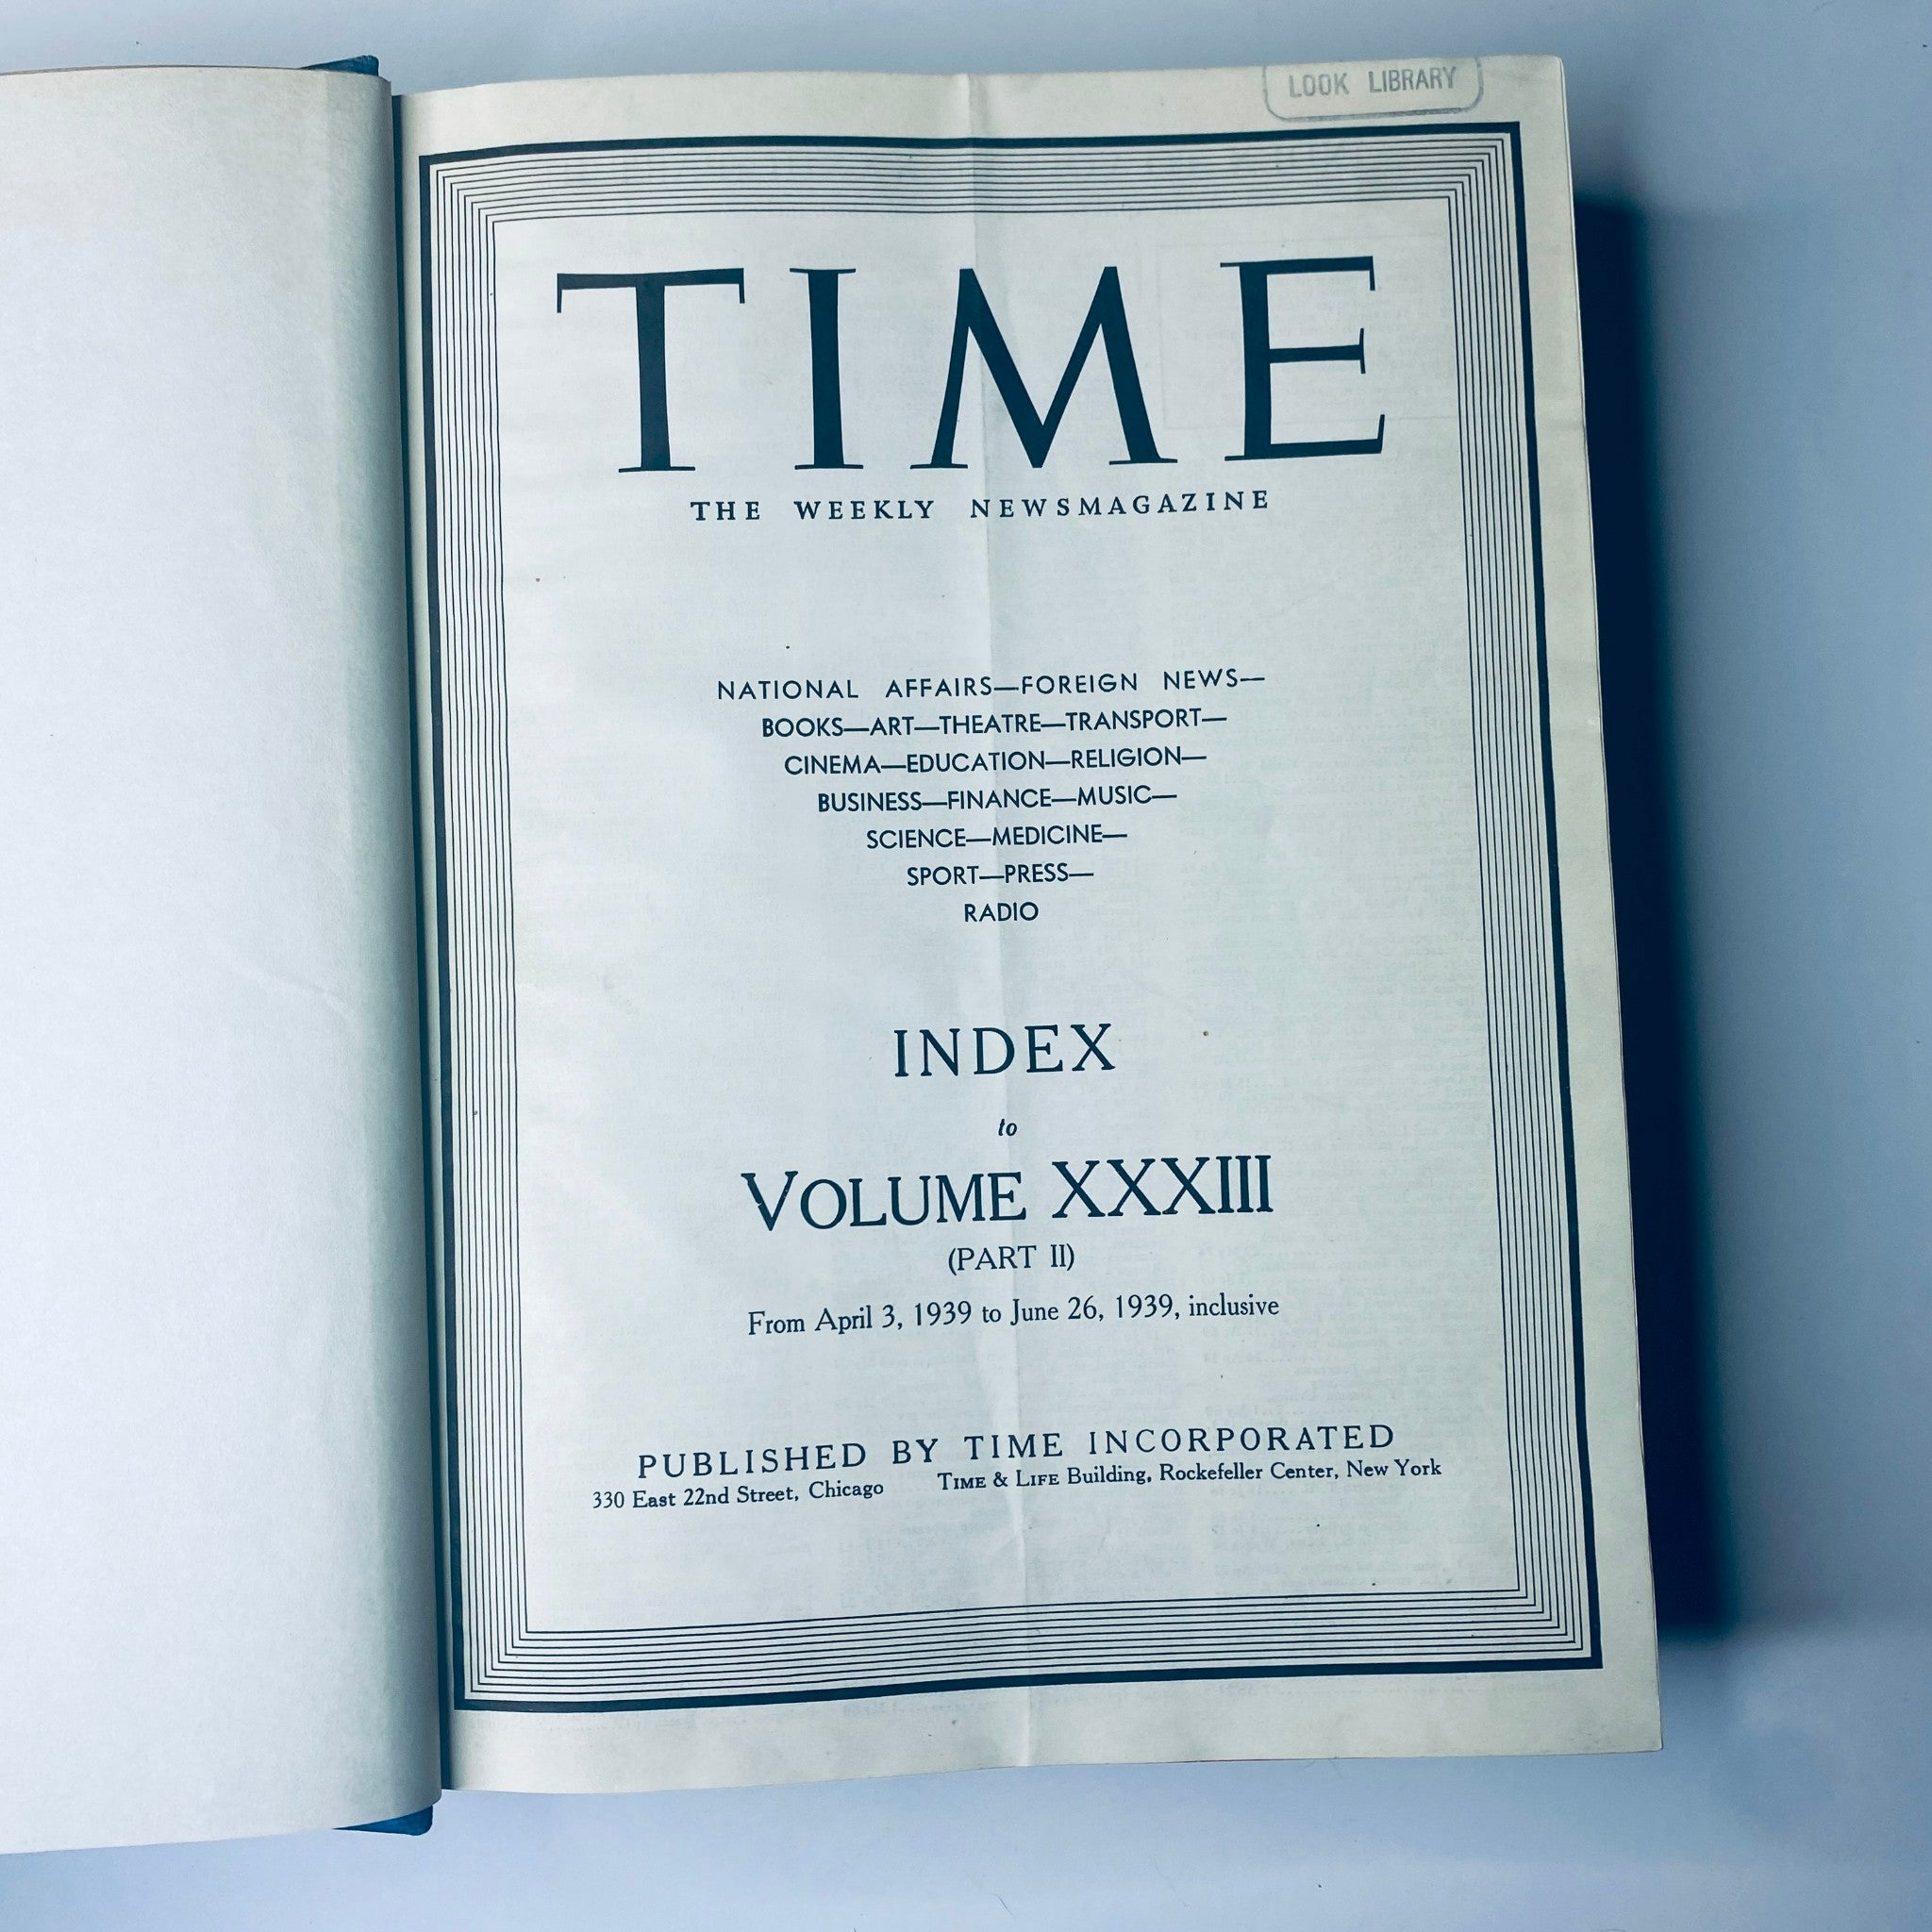 LOOK LIBRARY
TIME
THE WEEKLY NEWSMAGAZINE
NATIONAL AFFAIRS—FOREIGN NEWS—
BOOKS—ART—THEATRE—TRANSPORT—
CINEMA—EDUCATION—RELIGION—
BUSINESS—FINANCE—MUSIC—
SCIENCE—MEDICINE—
SPORT—PRESS—
RADIO
INDEX
to
VOLUME XXXIII
(PART II)
From April 3, 1939 to June 26, 1939, inclusive
PUBLISHED BY TIME INCORPORATED
330 East 22nd Street, Chicago TIME & LIFE Building, Rockefeller Center, New York